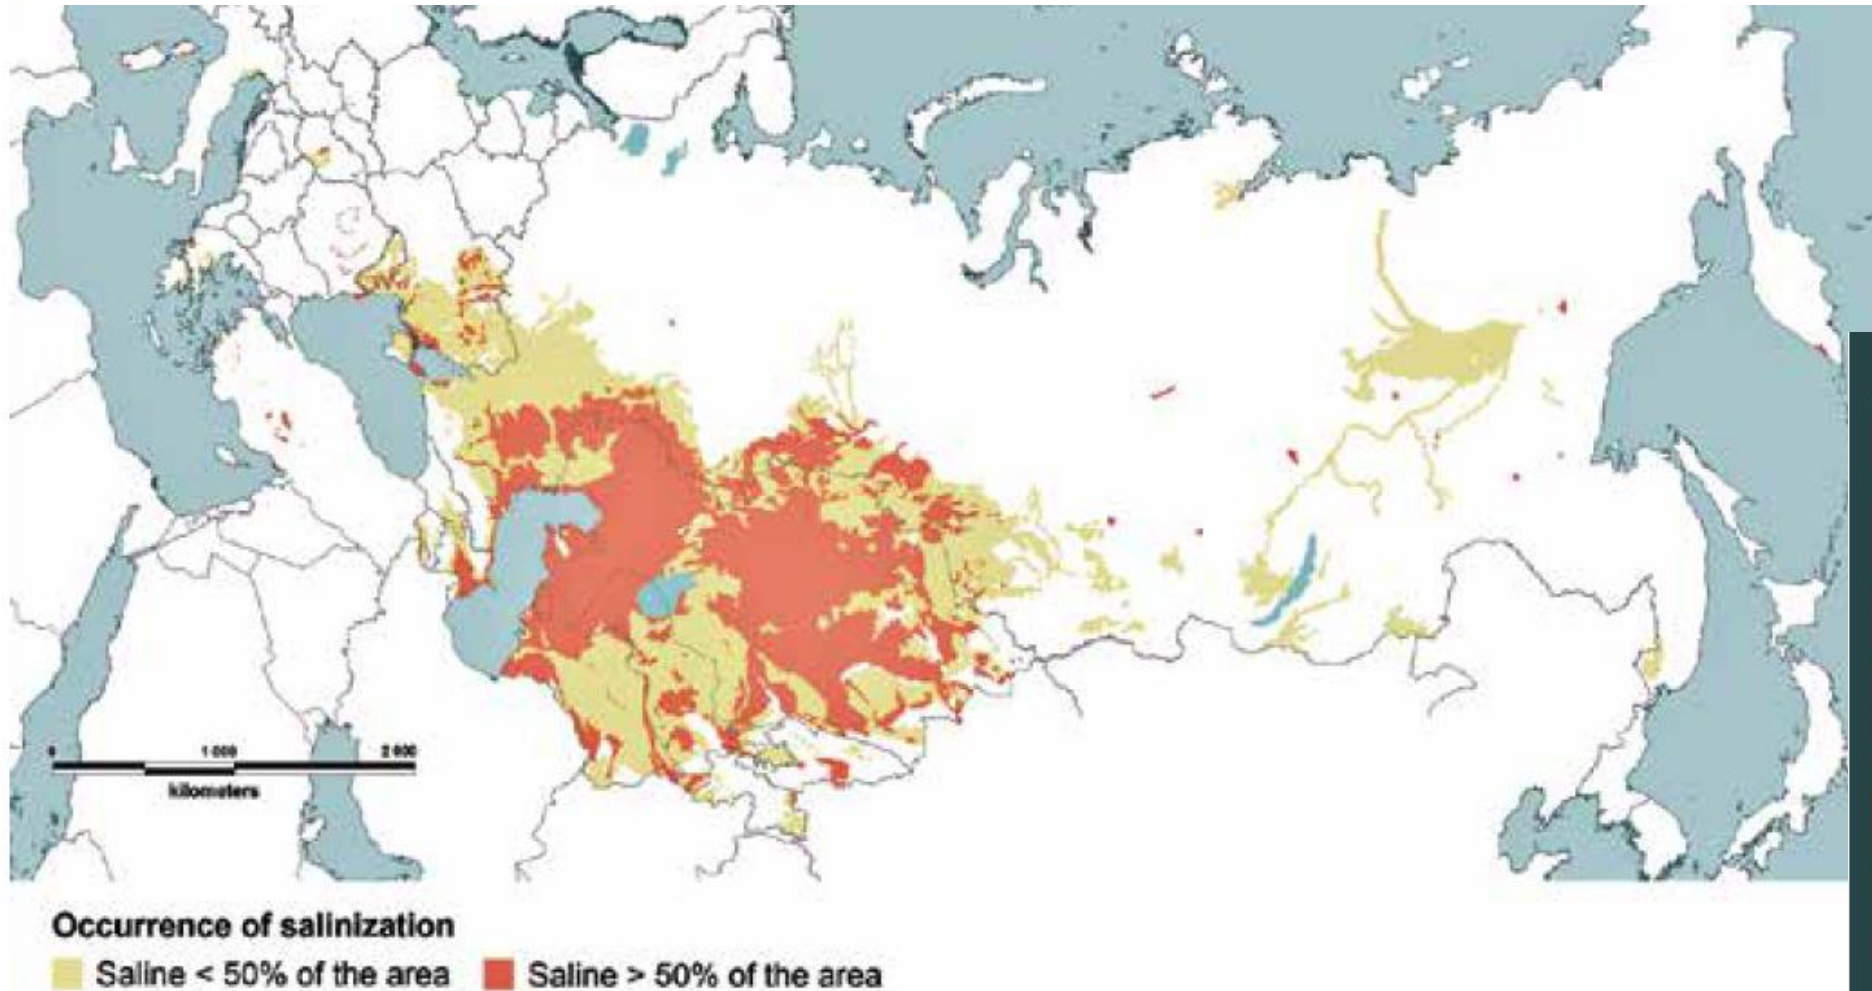 0 1 000 2 000
kilometers
Occurrence of salinization
Saline < 50% of the area Saline > 50% of the area